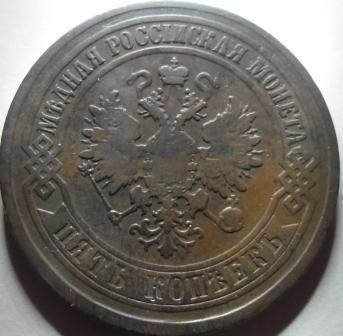 МѢДНАЯ РОССІЙСКАЯ МОНЕТА
ПЯТЬ КОПѢЕКЪ